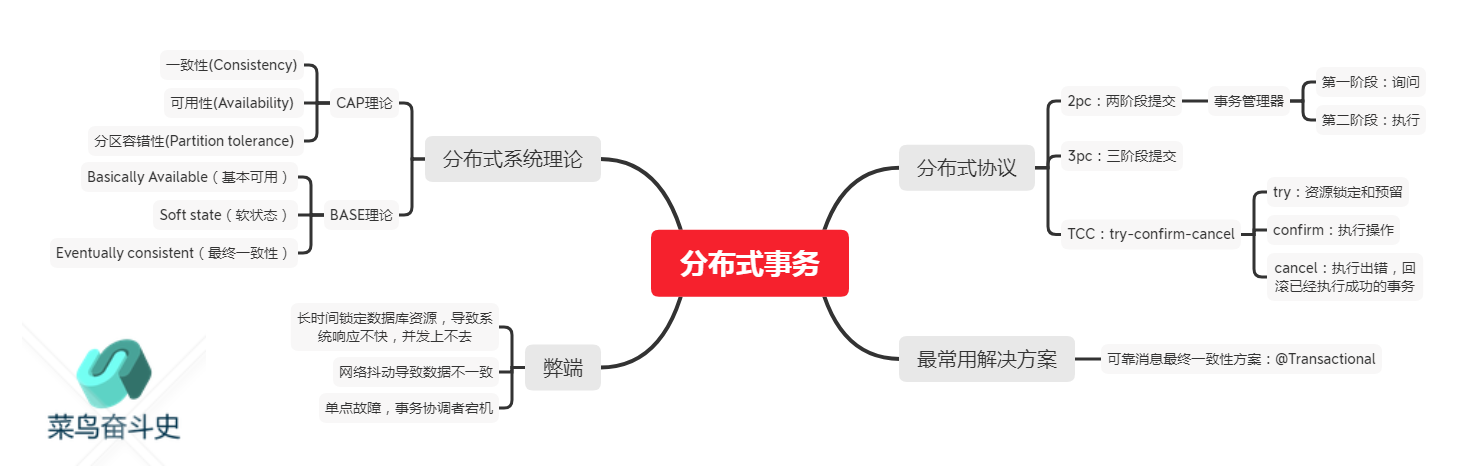 分布式事务
分布式系统理论
CAP理论
一致性(Consistency)
可用性(Availability)
分区容错性(Partition tolerance)
BASE理论
Basically Available（基本可用）
Soft state（软状态）
Eventually consistent（最终一致性）
弊端
长时间锁定数据库资源，导致系
统响应不快，并发上不去
网络抖动导致数据不一致
单点故障，事务协调者宕机
分布式协议
2pc：两阶段提交
事务管理器
第一阶段：询问
第二阶段：执行
3pc：三阶段提交
TCC：try-confirm-cancel
try：资源锁定和预留
confirm：执行操作
cancel：执行出错，回
滚已经执行成功的事务
最常用解决方案
可靠消息最终一致性方案：@Transactional
菜鸟奋斗史